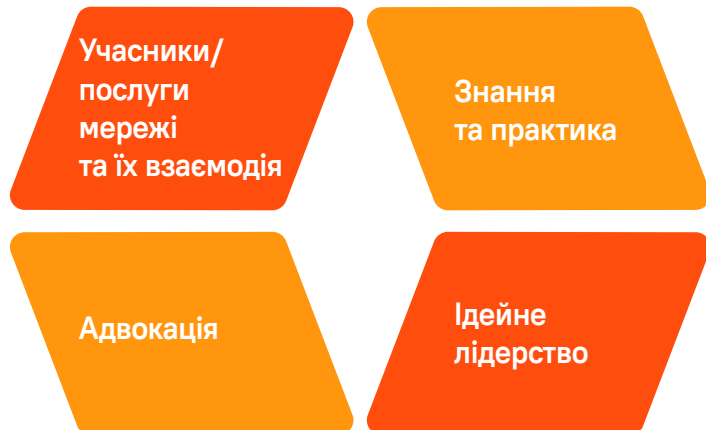 Учасники/
послуги
мережі
та їх взаємодія
Знання
та практика
Адвокація
Ідейне
лідерство